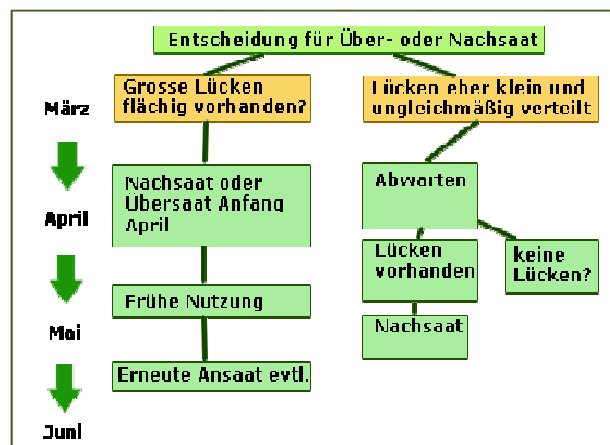 Entscheidung für Über- oder Nachsaat
Grosse Lücken
flächig vorhanden?
Lücken eher klein und
ungleichmäßig verteilt
März
Nachsaat oder
Übersaat Anfang
April
Abwarten
April
Lücken
vorhanden
keine
Lücken?
Frühe Nutzung
Mai
Nachsaat
Erneute Ansaat evtl.
Juni